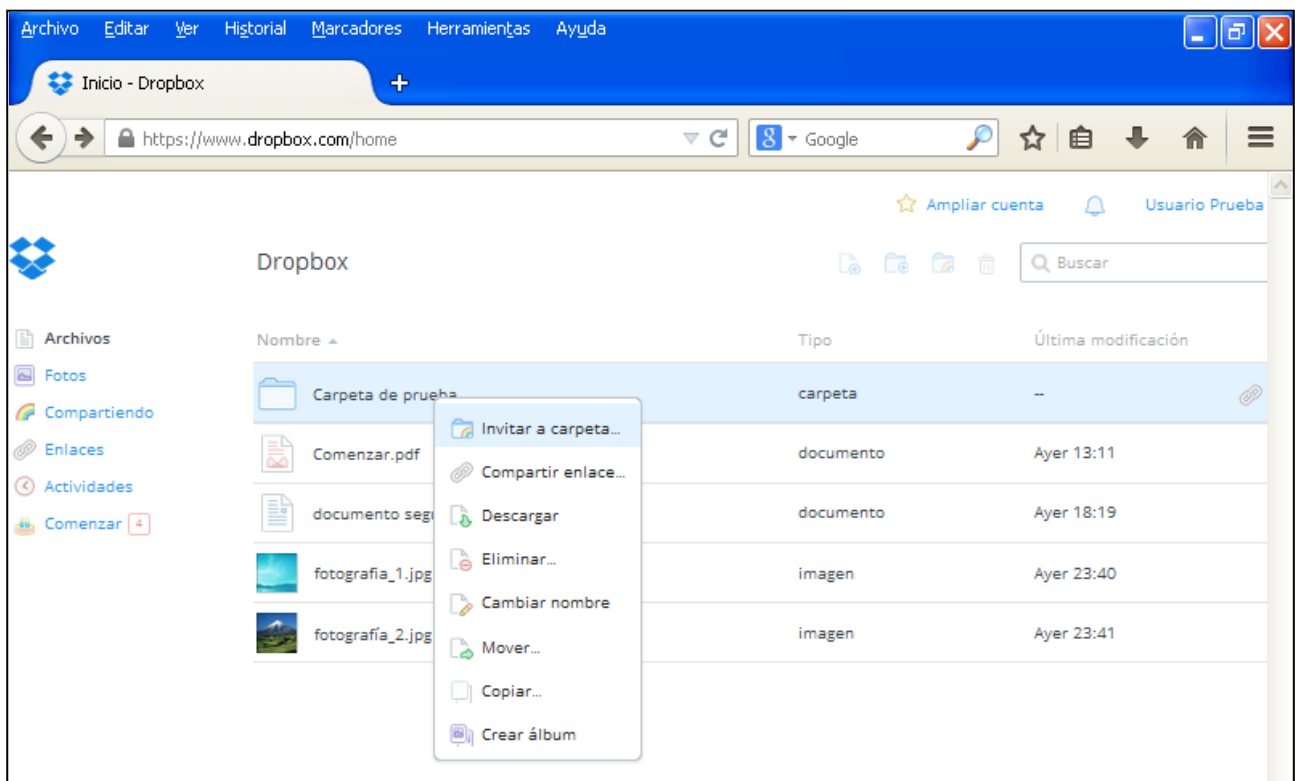 Archivo Editar Ver Historial Marcadores Herramientas Ayuda
Inicio - Dropbox
https://www.dropbox.com/home
Google
Ampliar cuenta
Usuario Prueba
Dropbox
Buscar
Archivos
Fotos
Compartiendo
Enlaces
Actividades
Comenzar 4
Nombre Tipo Última modificación
Carpeta de prueba carpeta --
Comenzar.pdf documento Ayer 13:11
documento documento Ayer 18:19
fotografia_1.jpg imagen Ayer 23:40
fotografía_2.jpg imagen Ayer 23:41
Invitar a carpeta...
Compartir enlace...
Descargar
Eliminar...
Cambiar nombre
Mover...
Copiar...
Crear álbum